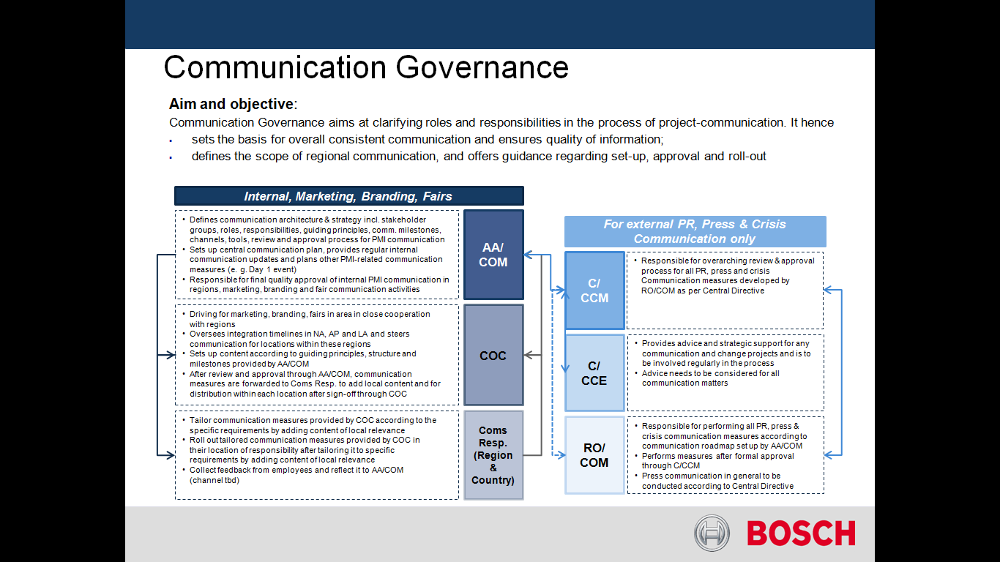 Communication Governance
Aim and objective:
Communication Governance aims at clarifying roles and responsibilities in the process of project-communication. It hence
▪ sets the basis for overall consistent communication and ensures quality of information;
▪ defines the scope of regional communication, and offers guidance regarding set-up, approval and roll-out
Internal, Marketing, Branding, Fairs
• Defines communication architecture & strategy incl. stakeholder
groups, roles, responsibilities, guiding principles, comm. milestones,
channels, tools, review and approval process for PMI communication
• Sets up central communication plan, provides regular internal
communication updates and plans other PMI-related communication
measures (e. g. Day 1 event)
• Responsible for final quality approval of internal PMI communication in
regions, marketing, branding and fair communication activities
AA/
COM
• Driving for marketing, branding, fairs in area in close cooperation
with regions
• Oversees integration timelines in NA, AP and LA and steers
communication for locations within these regions
• Sets up content according to guiding principles, structure and
milestones provided by AA/COM
• After review and approval through AA/COM, communication
measures are forwarded to Coms Resp. to add local content and for
distribution within each location after sign-off through COC
COC
• Tailor communication measures provided by COC according to the
specific requirements by adding content of local relevance
• Roll out tailored communication measures provided by COC in
their location of responsibility after tailoring it to specific
requirements by adding content of local relevance
• Collect feedback from employees and reflect it to AA/COM
(channel tbd)
Coms
Resp.
(Region
&
Country)
For external PR, Press & Crisis
Communication only
C/
CCM
• Responsible for overarching review & approval
process for all PR, press and crisis
Communication measures developed by
RO/COM as per Central Directive
C/
CCE
• Provides advice and strategic support for any
communication and change projects and is to
be involved regularly in the process
• Advice needs to be considered for all
communication matters
RO/
COM
• Responsible for performing all PR, press &
crisis communication measures according to
communication roadmap set up by AA/COM
• Performs measures after formal approval
through C/CCM
• Press communication in general to be
conducted according to Central Directive
BOSCH